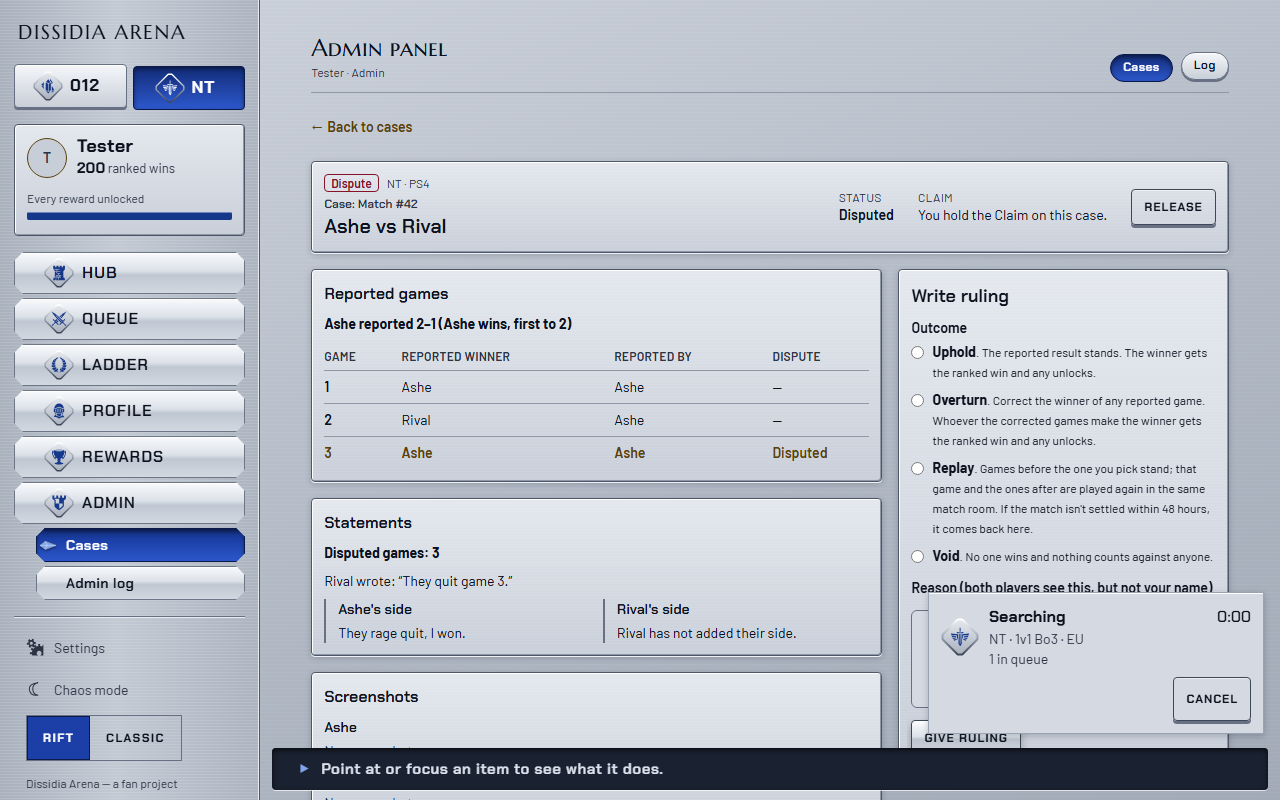 DISSIDIA ARENA
012
NT
T
Tester
200 ranked wins
Every reward unlocked
HUB
QUEUE
LADDER
PROFILE
REWARDS
ADMIN
Cases
Admin log
Settings
Chaos mode
RIFT
CLASSIC
Dissidia Arena — a fan project
Admin panel
Tester · Admin
Cases
Log
← Back to cases
Dispute
NT · PS4
Case: Match #42
Ashe vs Rival
STATUS
Disputed
CLAIM
You hold the Claim on this case.
RELEASE
Reported games
Ashe reported 2–1 (Ashe wins, first to 2)
GAME REPORTED WINNER REPORTED BY DISPUTE
1 Ashe Ashe —
2 Rival Ashe —
3 Ashe Ashe Disputed
Statements
Disputed games: 3
Rival wrote: “They quit game 3.”
Ashe's side
They rage quit, I won.
Rival's side
Rival has not added their side.
Screenshots
Ashe
Write ruling
Outcome
Uphold. The reported result stands. The winner gets
the ranked win and any unlocks.
Overturn. Correct the winner of any reported game.
Whoever the corrected games make the winner gets
the ranked win and any unlocks.
Replay. Games before the one you pick stand; that
game and the ones after are played again in the same
match room. If the match isn't settled within 48 hours,
it comes back here.
Void. No one wins and nothing counts against anyone.
Reason (both players see this, but not your name)
GIVE RULING
Searching
0:00
NT · 1v1 Bo3 · EU
1 in queue
CANCEL
Point at or focus an item to see what it does.